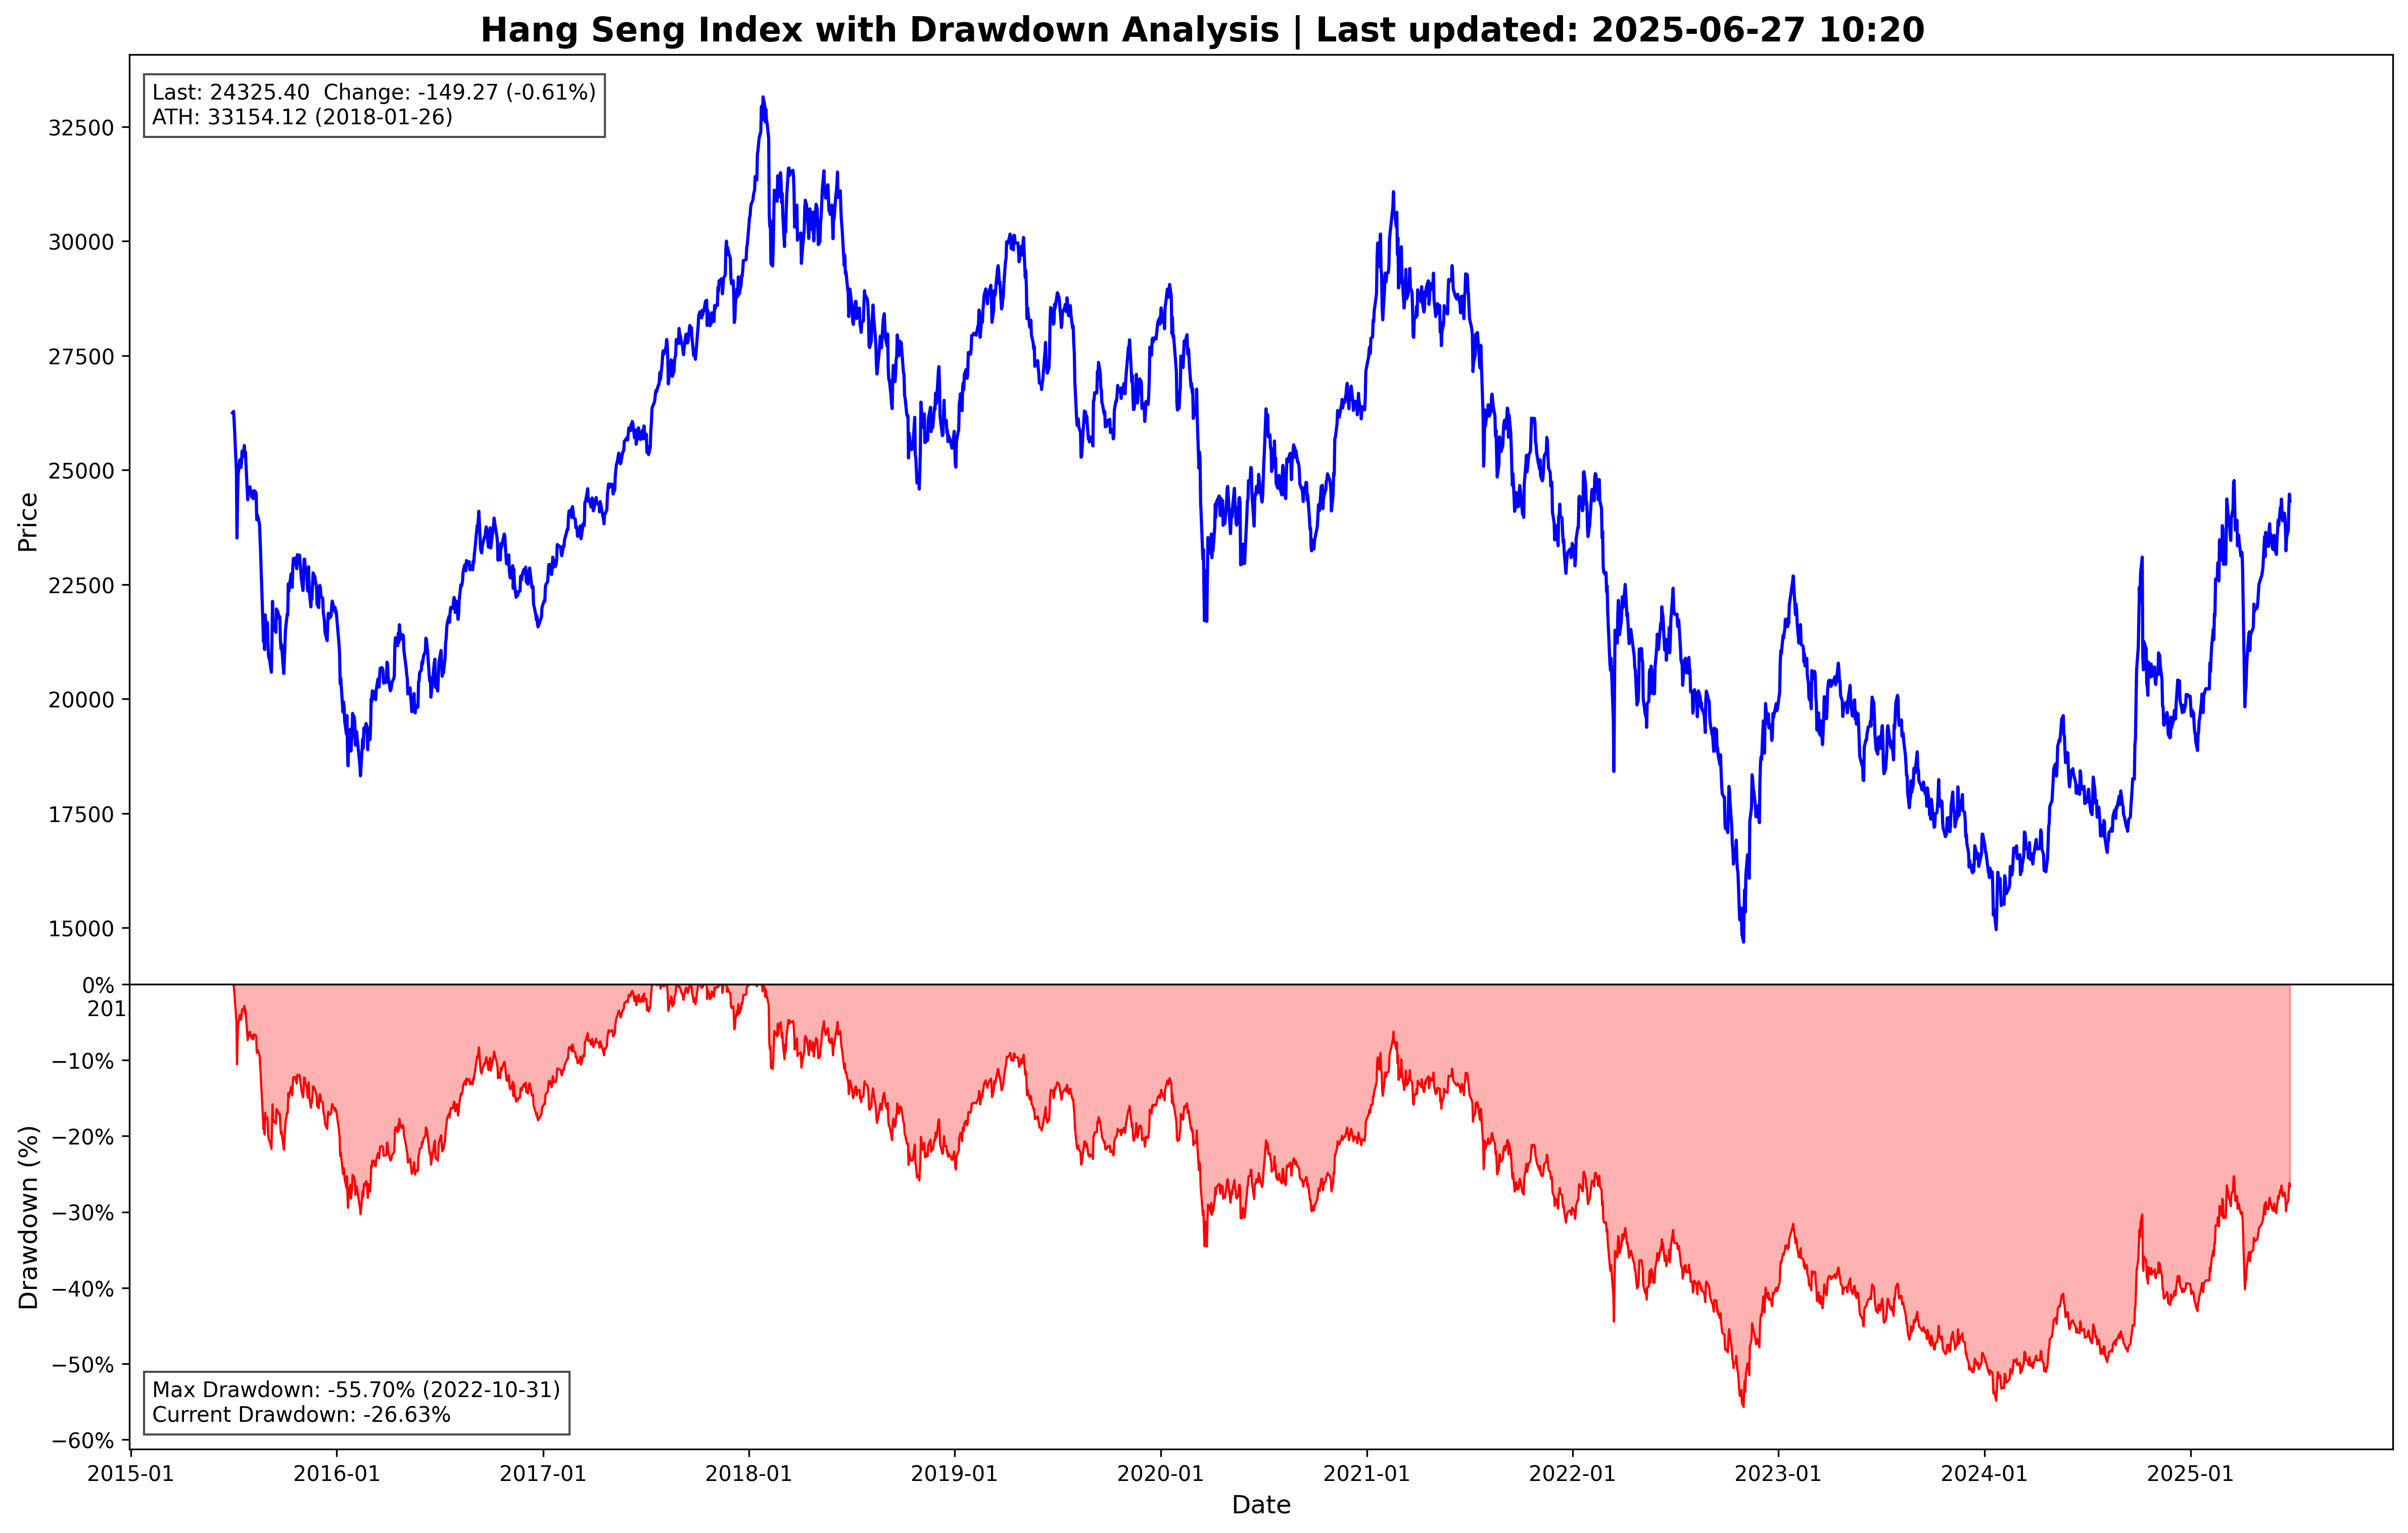 Hang Seng Index with Drawdown Analysis | Last updated: 2025-06-27 10:20
Last: 24325.40  Change: -149.27 (-0.61%)
ATH: 33154.12 (2018-01-26)
Price
32500
30000
27500
25000
22500
20000
17500
15000
201
Drawdown (%)
0%
−10%
−20%
−30%
−40%
−50%
−60%
Max Drawdown: -55.70% (2022-10-31)
Current Drawdown: -26.63%
2015-01 2016-01 2017-01 2018-01 2019-01 2020-01 2021-01 2022-01 2023-01 2024-01 2025-01
Date